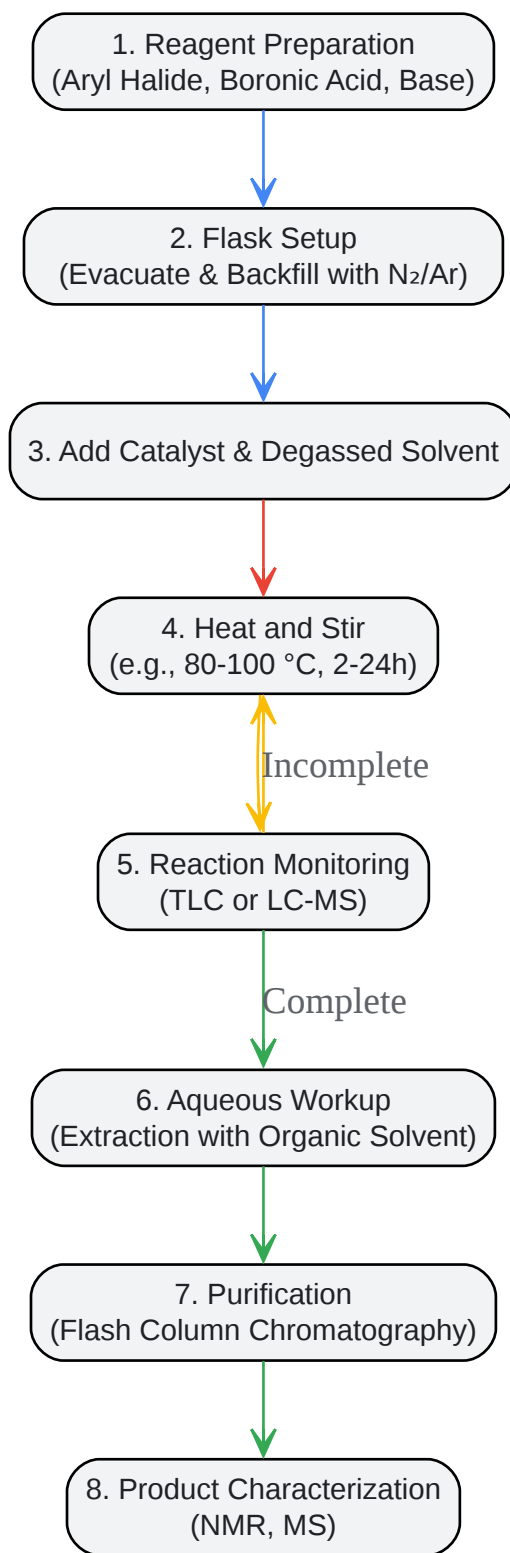 1. Reagent Preparation
(Aryl Halide, Boronic Acid, Base)
2. Flask Setup
(Evacuate & Backfill with N₂/Ar)
3. Add Catalyst & Degassed Solvent
4. Heat and Stir
(e.g., 80-100 °C, 2-24h)
Incomplete
5. Reaction Monitoring
(TLC or LC-MS)
Complete
6. Aqueous Workup
(Extraction with Organic Solvent)
7. Purification
(Flash Column Chromatography)
8. Product Characterization
(NMR, MS)